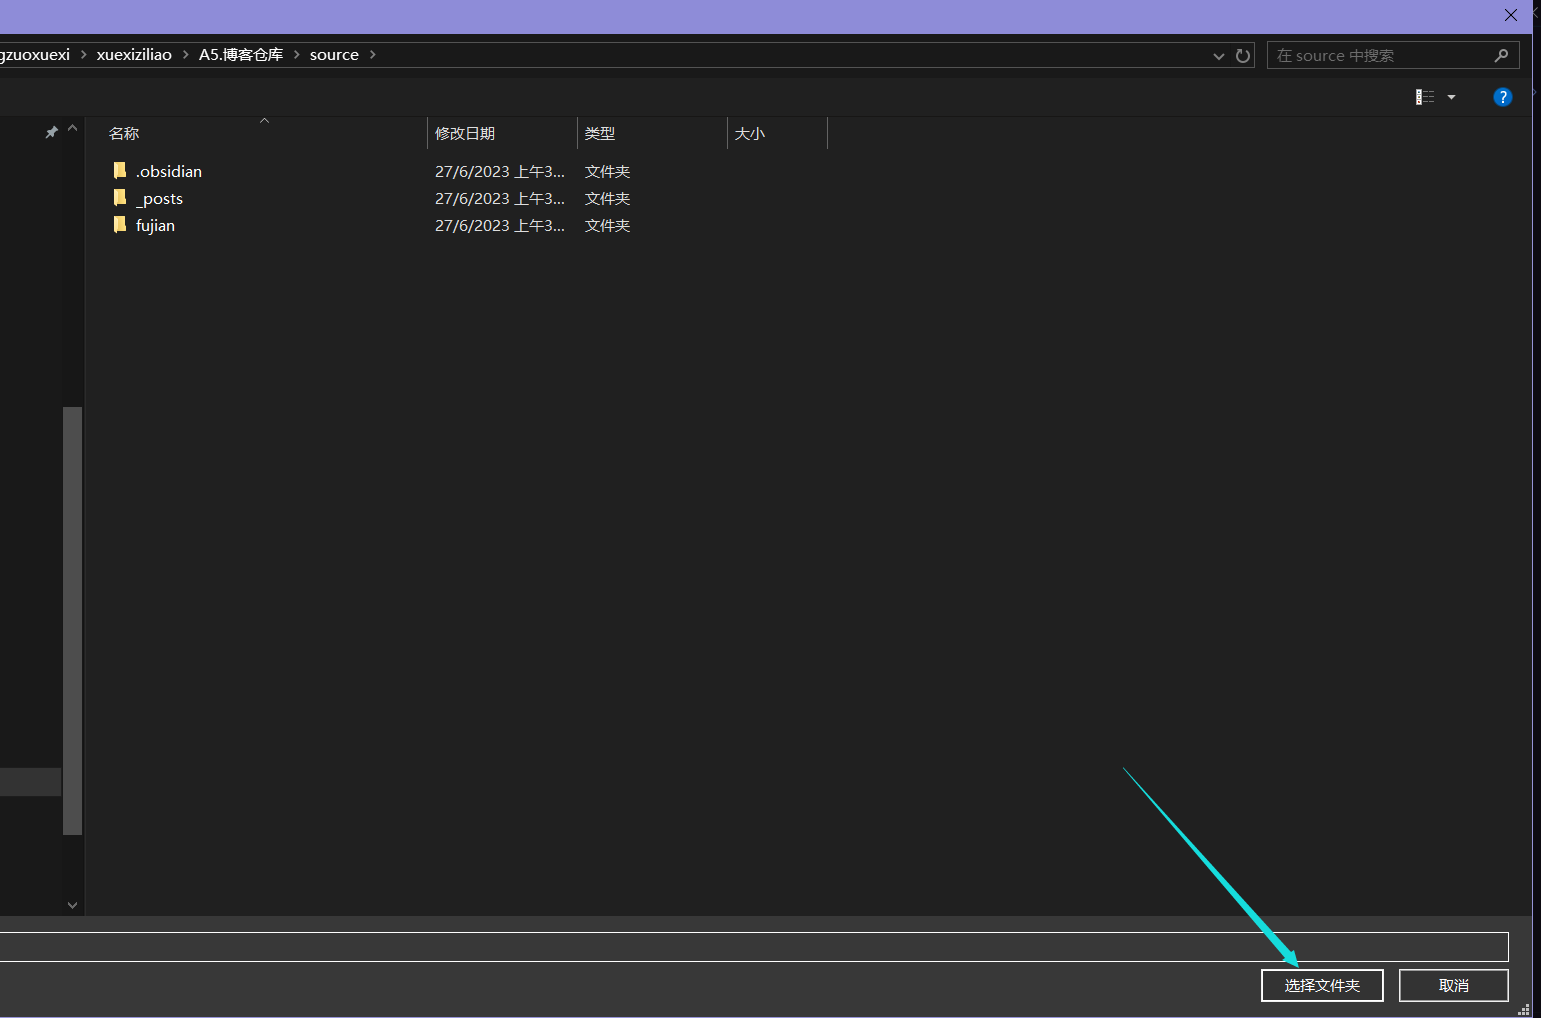 gzuoxuexi > xuexiziliao > A5.博客仓库 > source >
在 source 中搜索
?
名称 修改日期 类型 大小
.obsidian 27/6/2023 上午3... 文件夹
_posts 27/6/2023 上午3... 文件夹
fujian 27/6/2023 上午3... 文件夹
选择文件夹 取消